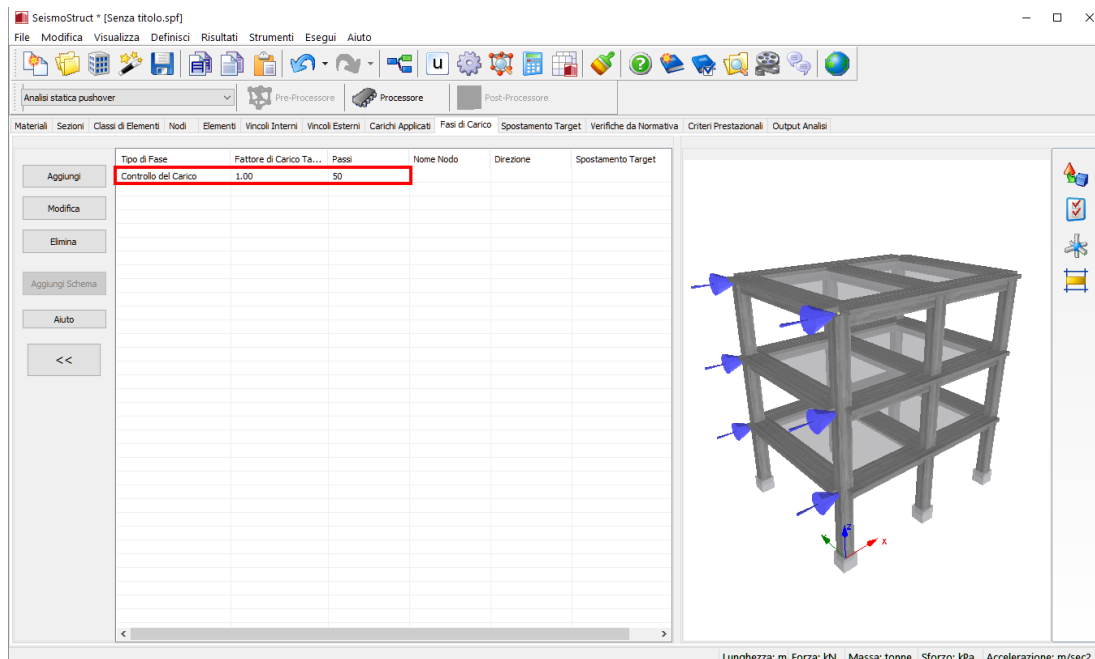 SeismoStruct * [Senza titolo.spf]
File Modifica Visualizza Definisci Risultati Strumenti Esegui Aiuto
u
Analisi statica pushover
Pre-Processore
Processore
Post-Processore
Materiali Sezioni Classi di Elementi Nodi Elementi Vincoli Interni Vincoli Esterni Carichi Applicati Fasi di Carico Spostamento Target Verifiche da Normativa Criteri Prestazionali Output Analisi
Tipo di Fase Fattore di Carico Ta... Passi Nome Nodo Direzione Spostamento Target
Controllo del Carico 1.00 50
Aggiungi
Modifica
Elimina
Aggiungi Schema
Aiuto
<<
z
Y
x
Lunghezza: m Forza: kN Massa: tonne Sforzo: kPa Accelerazione: m/sec2